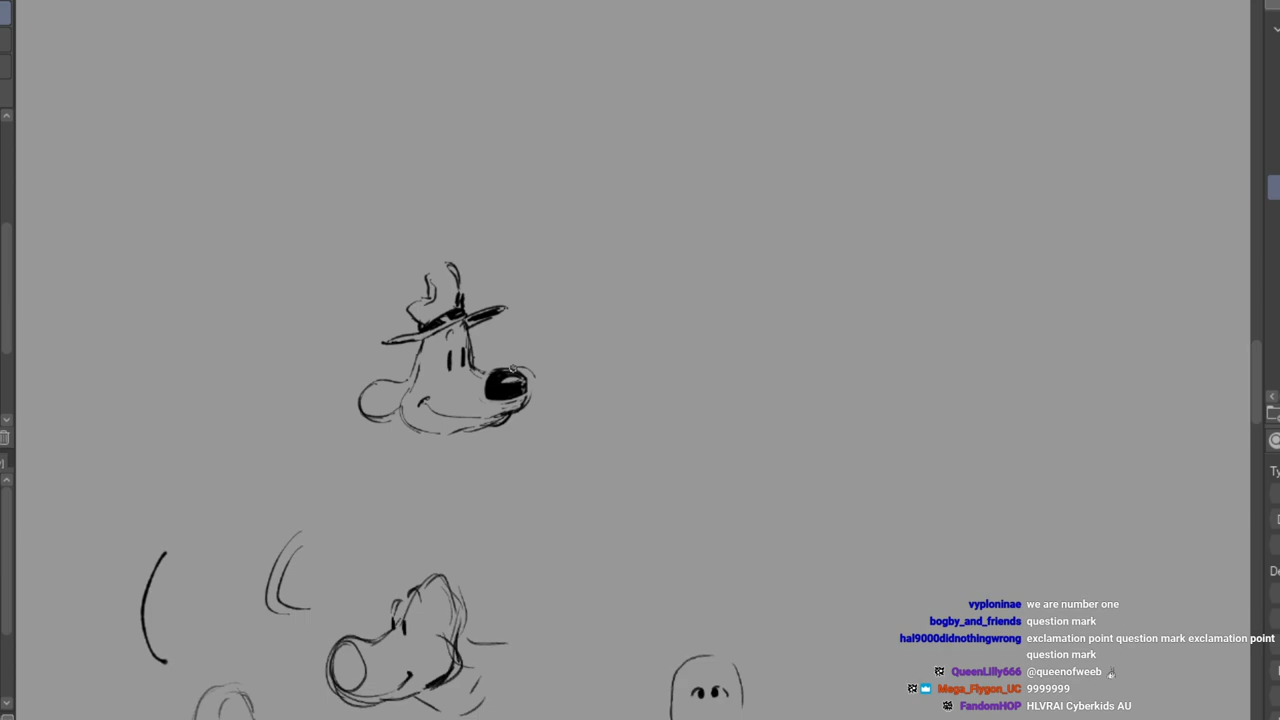 vyploninae we are number one
bogby_and_friends question mark
hal9000didnothingwrong exclamation point question mark exclamation point
question mark
QueenLilly666 @queenofweeb
Mega_Flygon_UC 9999999
FandomHOP HLVRAI Cyberkids AU